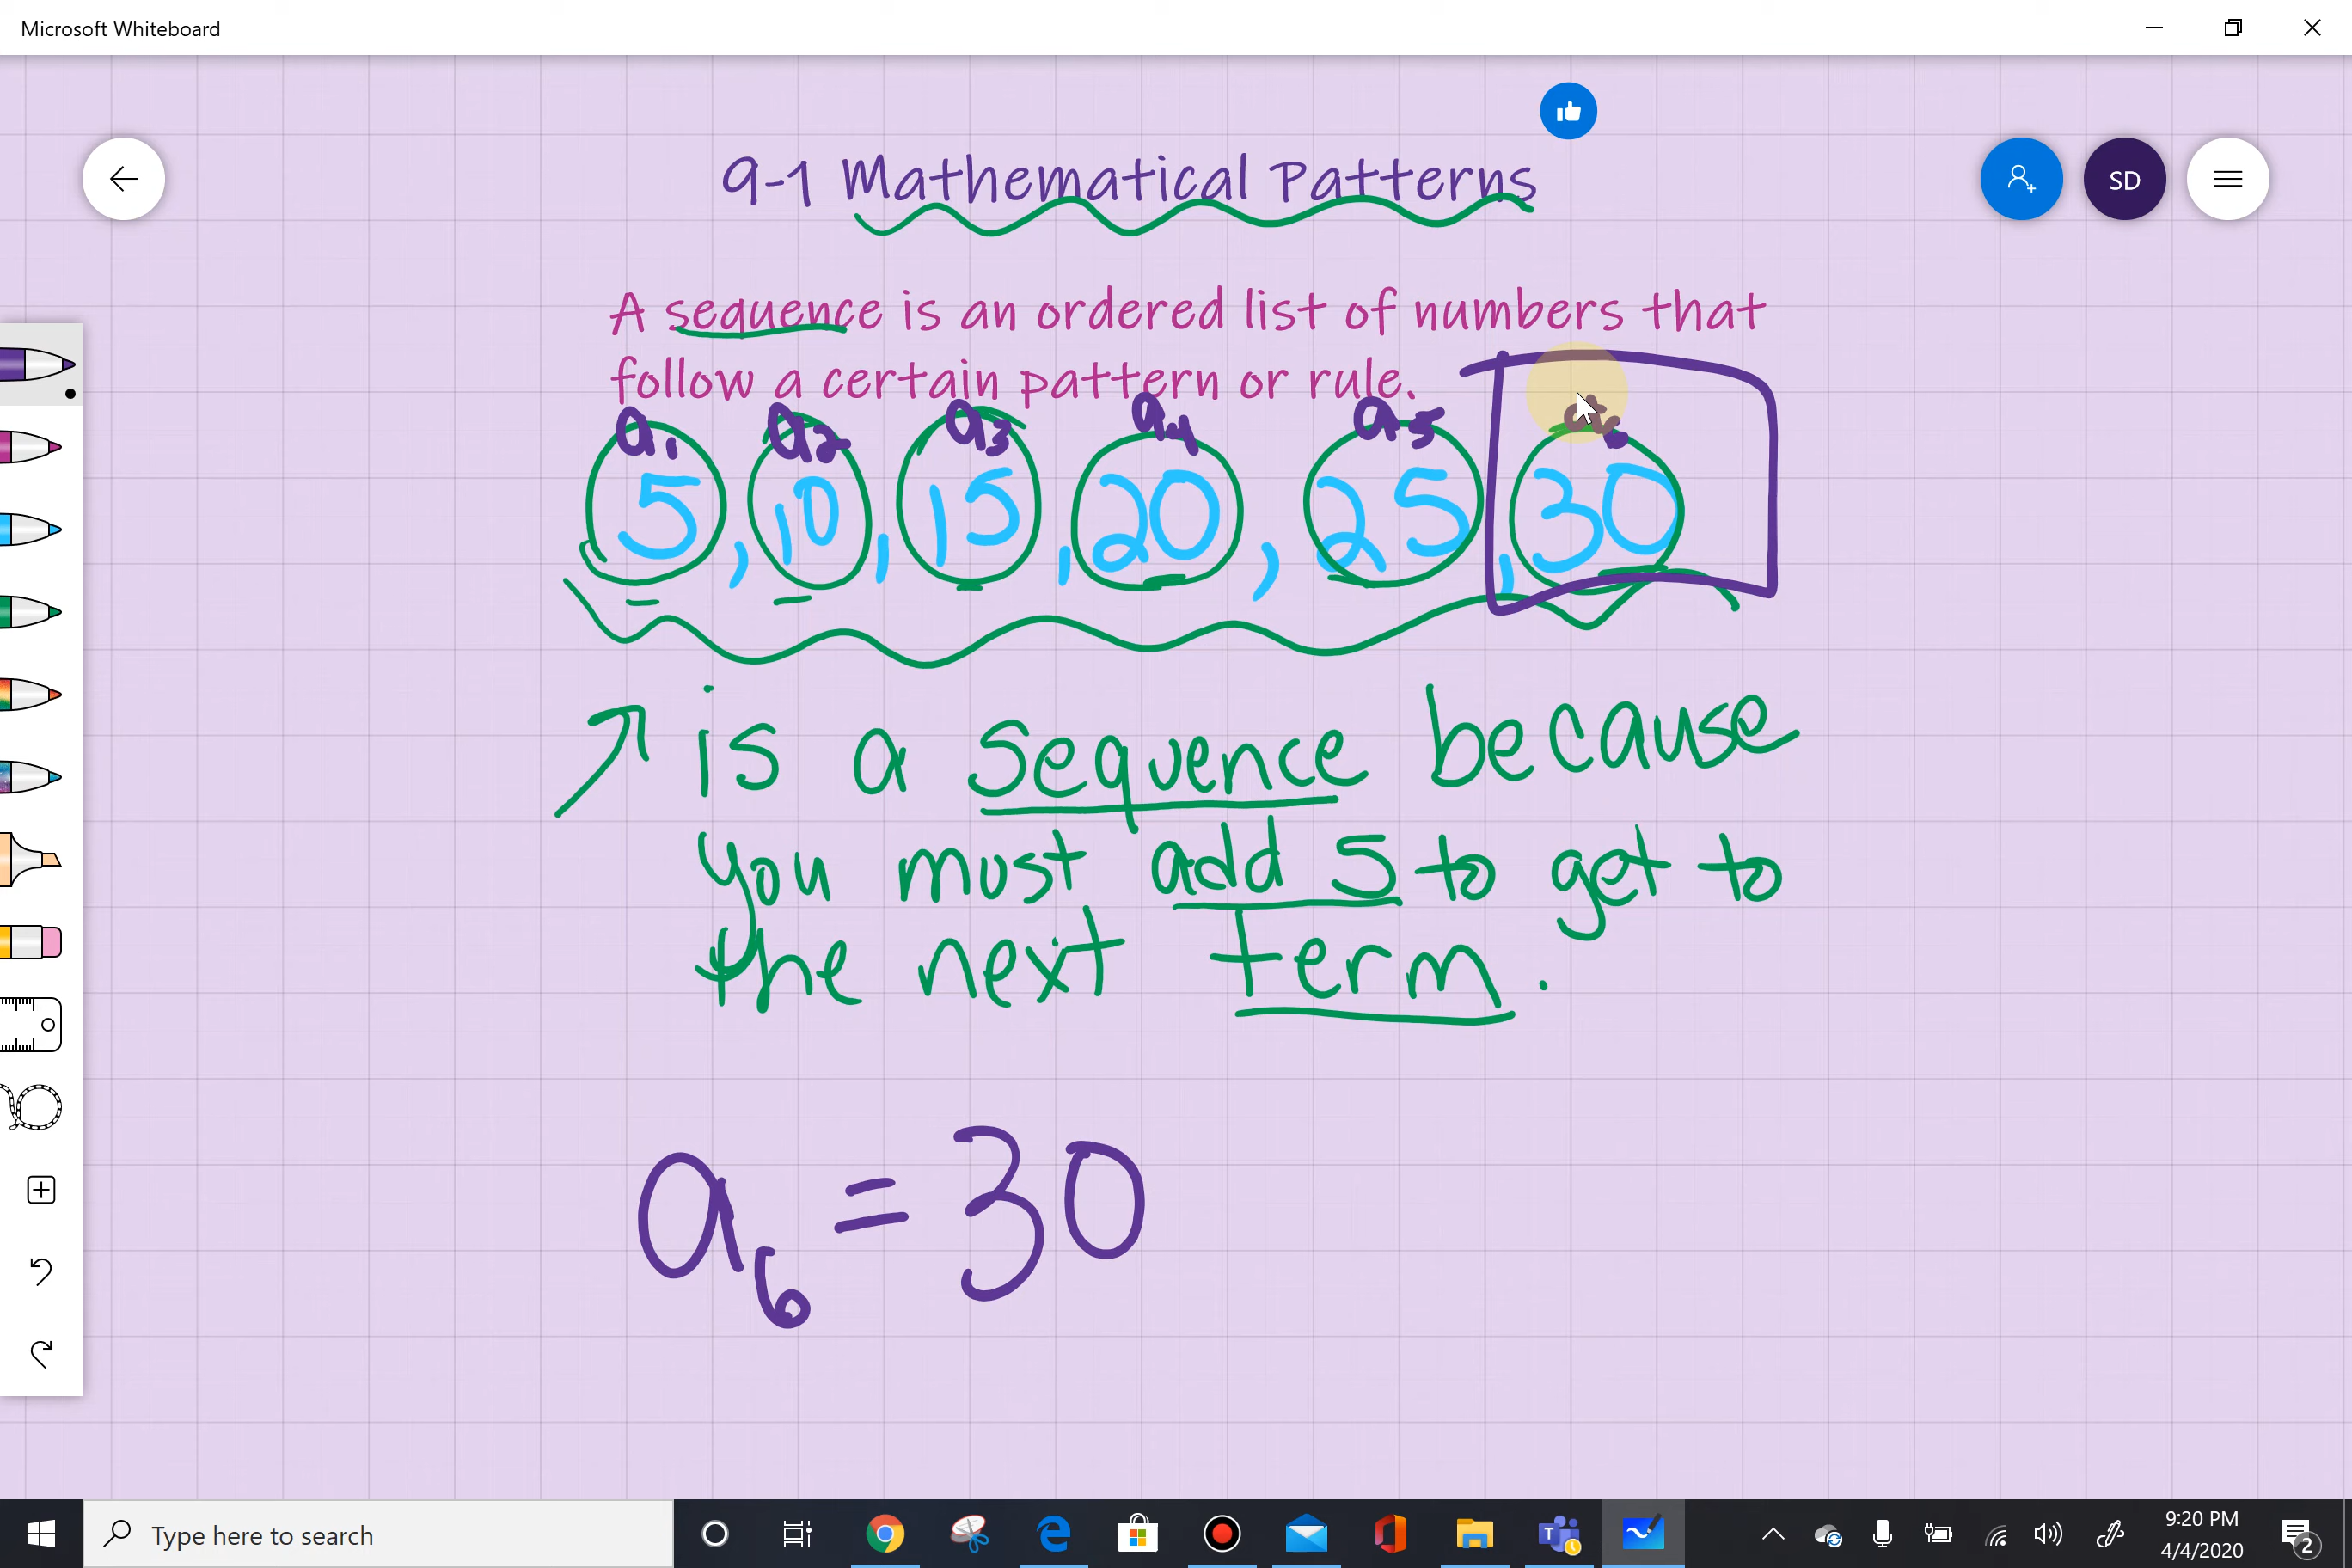 Microsoft Whiteboard
9-1 Mathematical Patterns
SD
A sequence is an ordered list of numbers that
follow a certain pattern or rule.
a1 a2 a3 a4 a5 a6
5, 10, 15, 20, 25, 30
is a sequence because
you must add 5 to get to
the next term.
a6 = 30
Type here to search
9:20 PM
4/4/2020
2